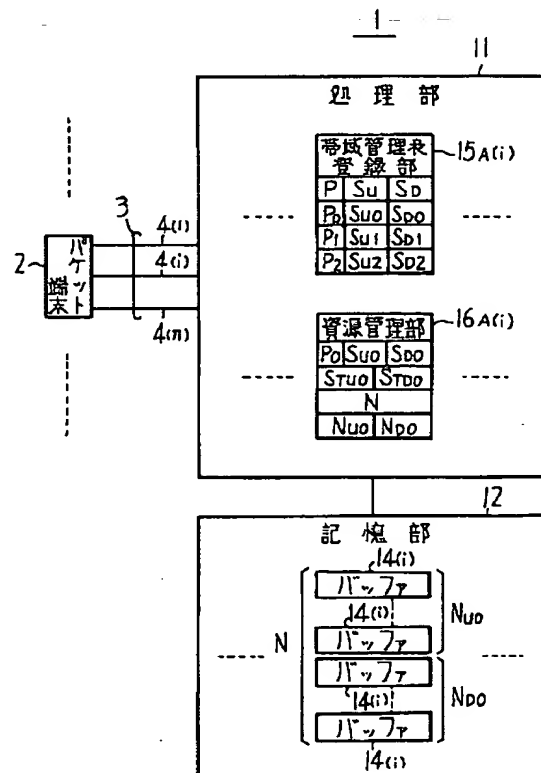 1
11
処理部
帯域管理表
登録部
15A(i)
P SU SD
P0 SU0 SD0
P1 SU1 SD1
P2 SU2 SD2
3
4(1)
2
パケット
端末
4(i)
4(n)
資源管理部
16A(i)
P0 SU0 SD0
STU0 STD0
N
NU0 ND0
12
記憶部
14(i)
バッファ
14(i)
バッファ
NU0
N
バッファ
14(i)
バッファ
ND0
14(i)